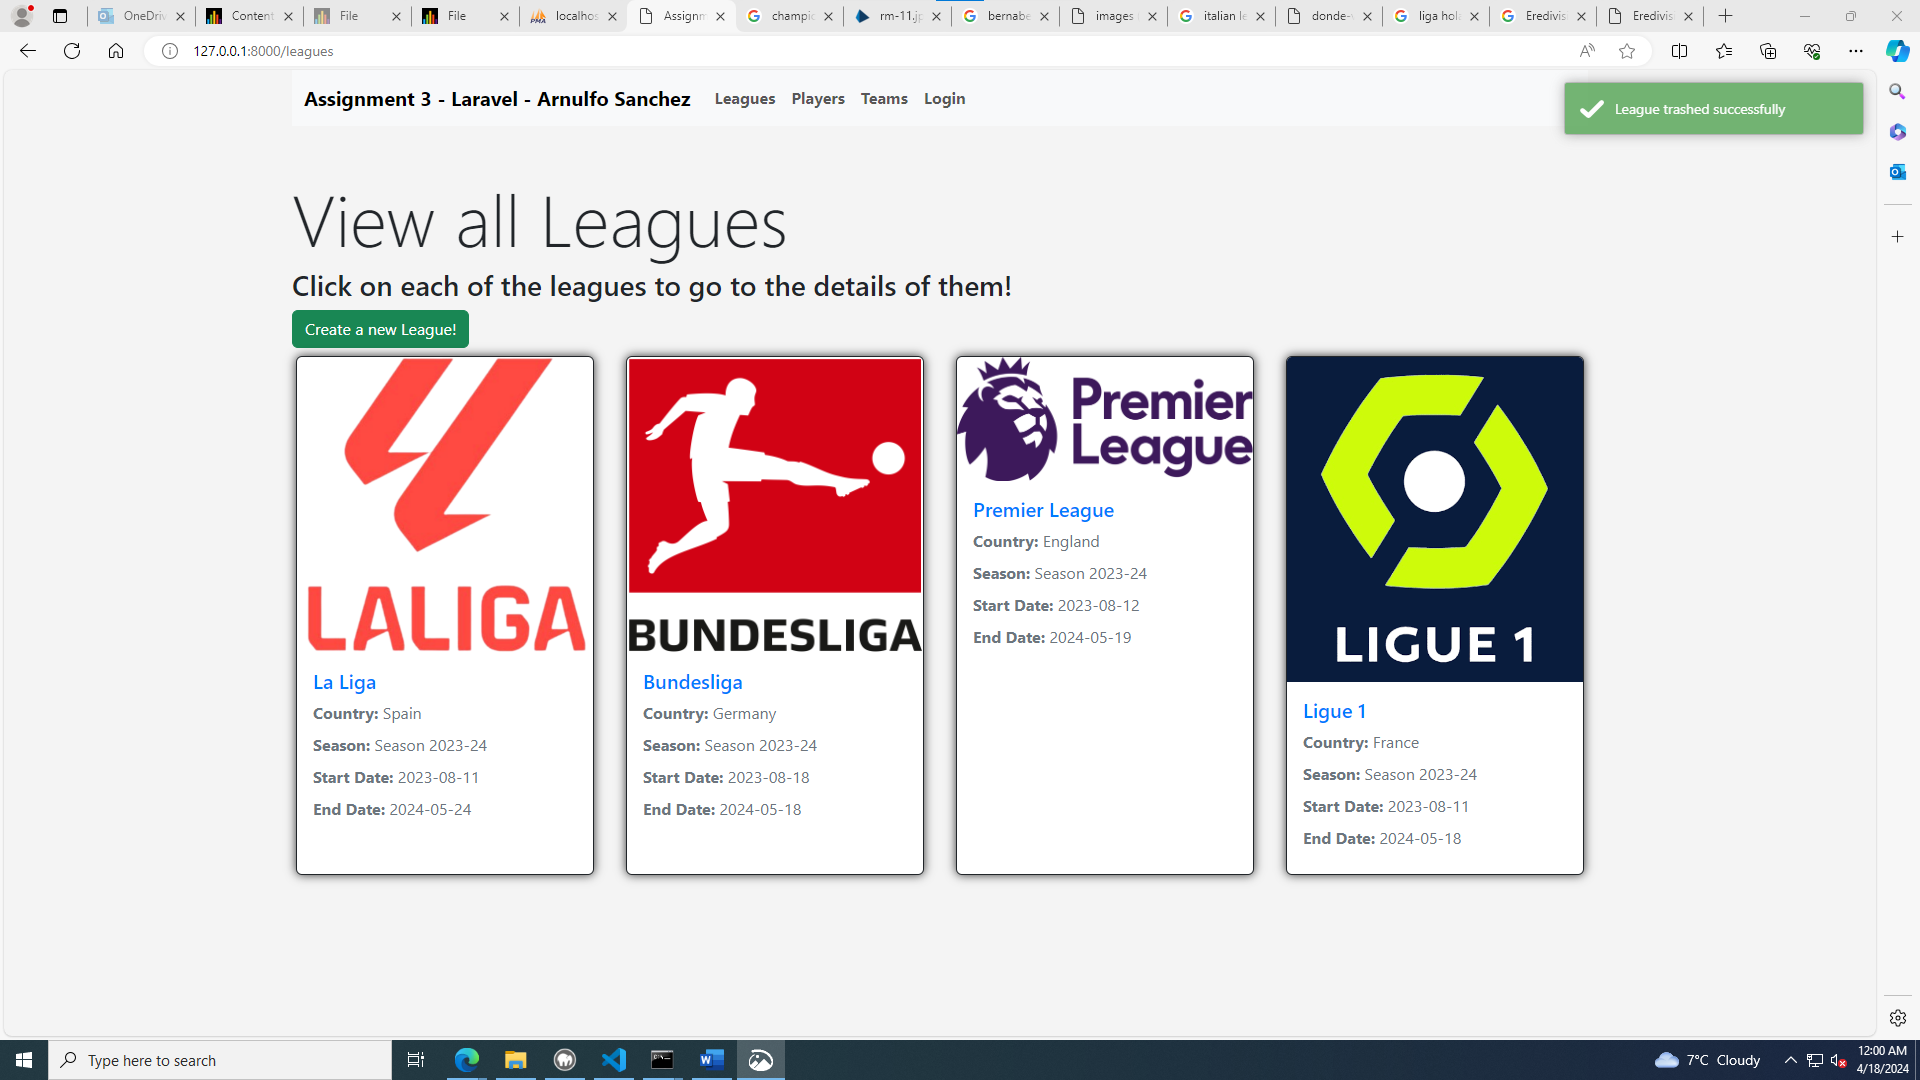 OneDriv
Content
File
File
localhos
Assignm
champio
rm-11.jp
bernabe
images
italian le
donde-
liga hol
Eredivis
Eredivis
127.0.0.1:8000/leagues
Assignment 3 - Laravel - Arnulfo Sanchez
Leagues
Players
Teams
Login
League trashed successfully
View all Leagues
Click on each of the leagues to go to the details of them!
Create a new League!
LALIGA
La Liga
Country: Spain
Season: Season 2023-24
Start Date: 2023-08-11
End Date: 2024-05-24
BUNDESLIGA
Bundesliga
Country: Germany
Season: Season 2023-24
Start Date: 2023-08-18
End Date: 2024-05-18
Premier
League
Premier League
Country: England
Season: Season 2023-24
Start Date: 2023-08-12
End Date: 2024-05-19
LIGUE 1
Ligue 1
Country: France
Season: Season 2023-24
Start Date: 2023-08-11
End Date: 2024-05-18
Type here to search
7°C Cloudy
12:00 AM
4/18/2024